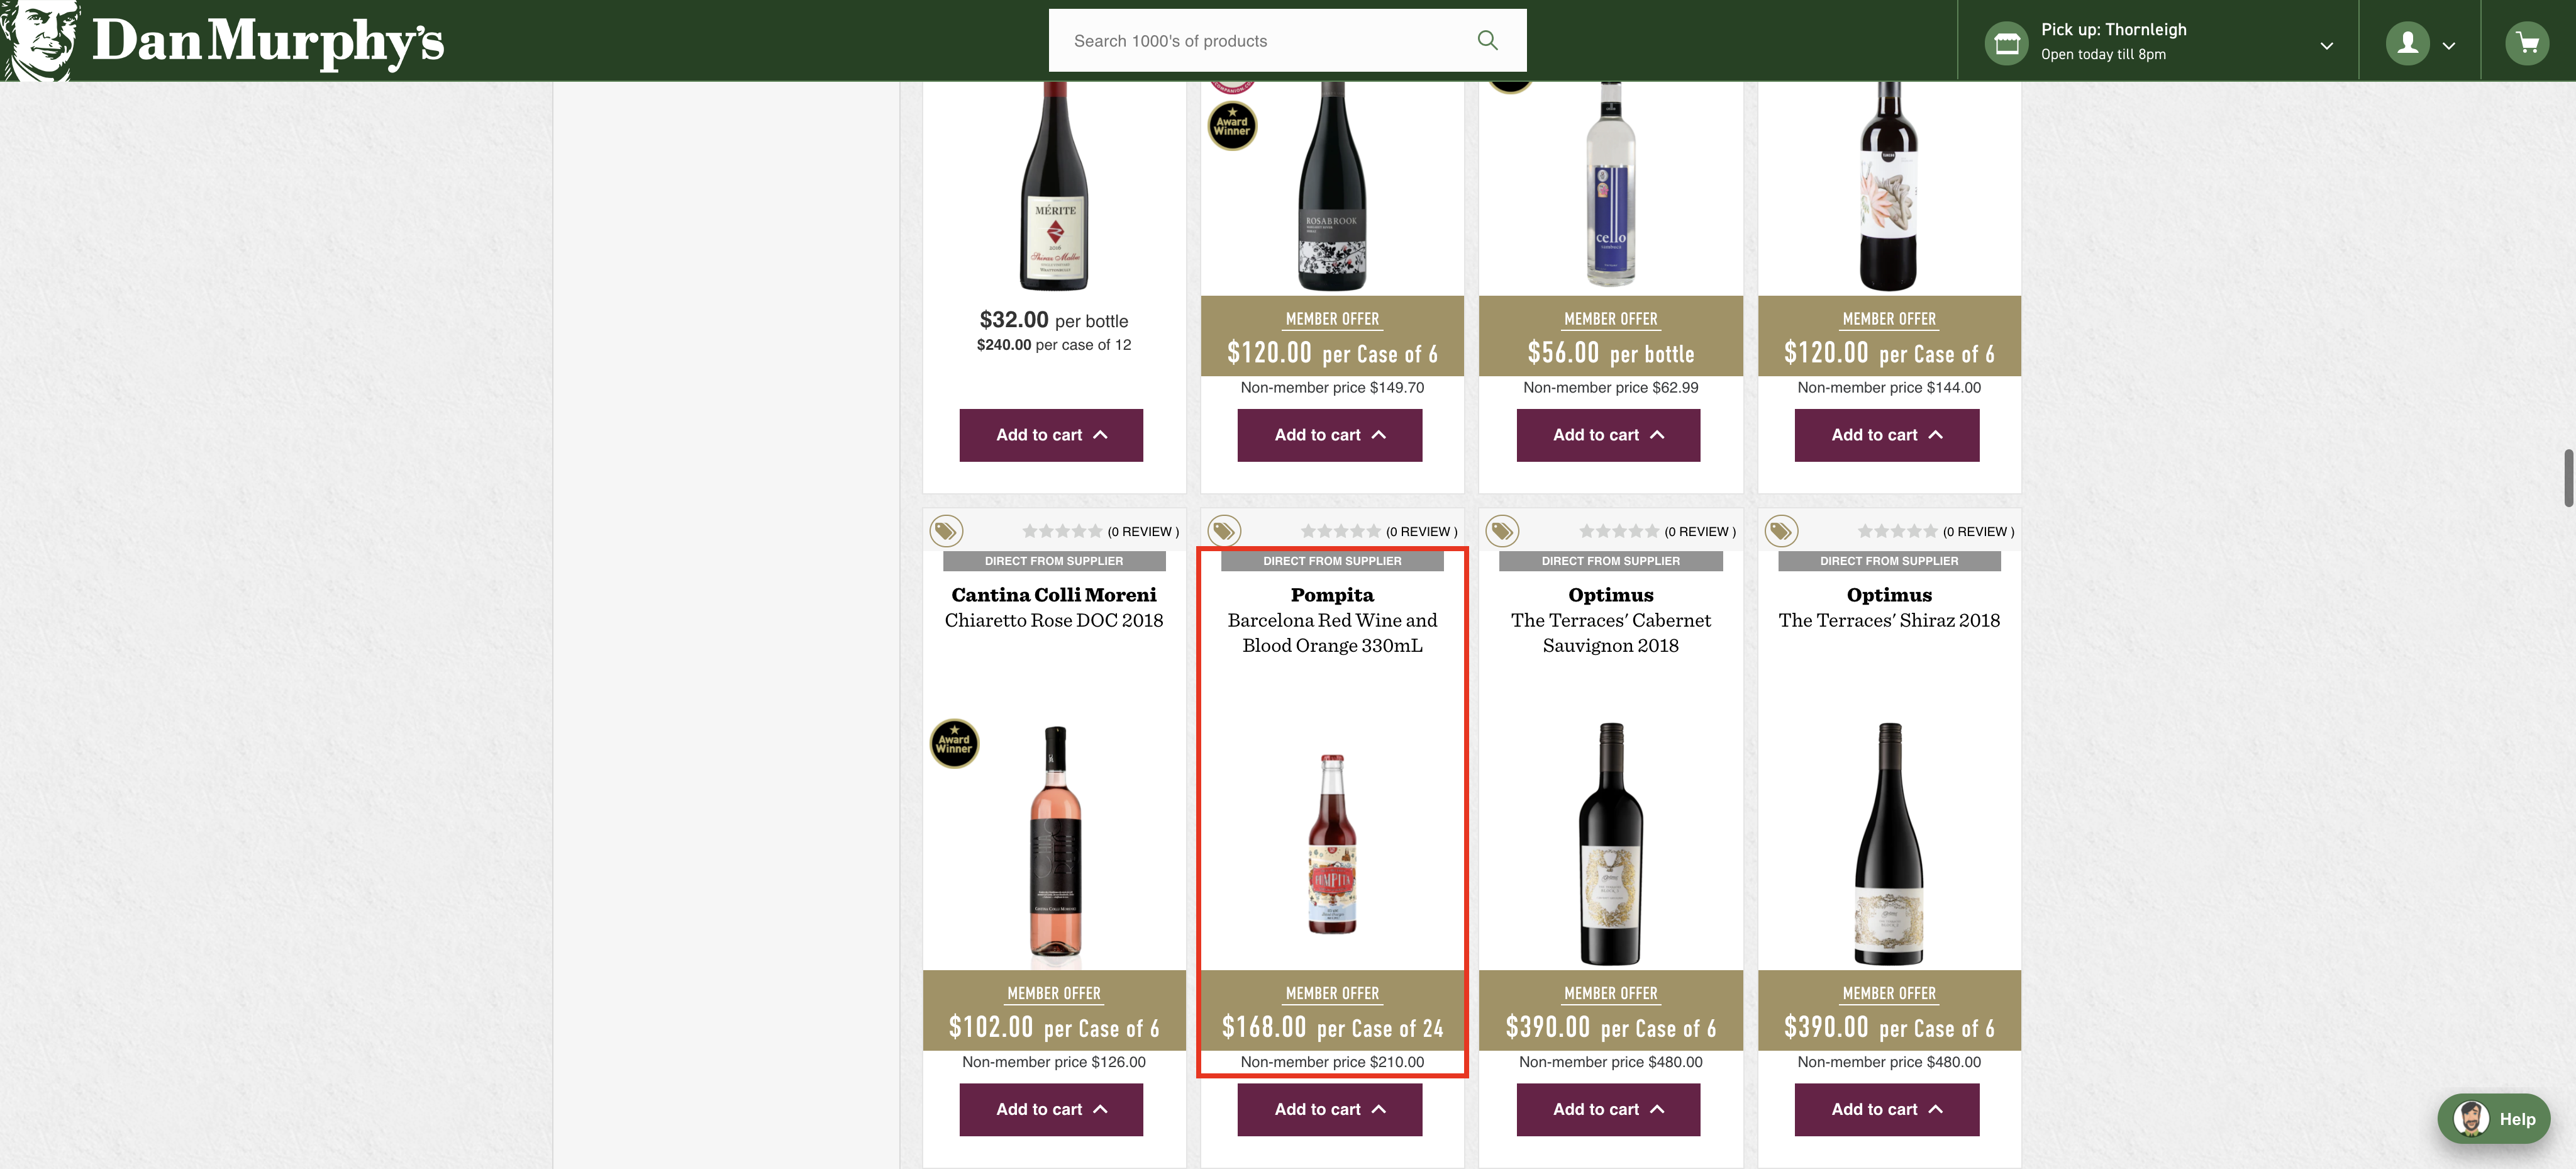 Dan Murphy's
Search 1000's of products
Pick up: Thornleigh
Open today till 8pm
Award
Winner
MÉRITE
2016
Shiraz Malbec
ROSABROOK
cello
$32.00 per bottle
$240.00 per case of 12
MEMBER OFFER
$120.00 per Case of 6
Non-member price $149.70
MEMBER OFFER
$56.00 per bottle
Non-member price $62.99
MEMBER OFFER
$120.00 per Case of 6
Non-member price $144.00
Add to cart
Add to cart
Add to cart
Add to cart
(0 REVIEW )
DIRECT FROM SUPPLIER
Cantina Colli Moreni
Chiaretto Rose DOC 2018
Award
Winner
MEMBER OFFER
$102.00 per Case of 6
Non-member price $126.00
Add to cart
(0 REVIEW )
DIRECT FROM SUPPLIER
Pompita
Barcelona Red Wine and
Blood Orange 330mL
POMPITA
MEMBER OFFER
$168.00 per Case of 24
Non-member price $210.00
Add to cart
(0 REVIEW )
DIRECT FROM SUPPLIER
Optimus
The Terraces' Cabernet
Sauvignon 2018
MEMBER OFFER
$390.00 per Case of 6
Non-member price $480.00
Add to cart
(0 REVIEW )
DIRECT FROM SUPPLIER
Optimus
The Terraces' Shiraz 2018
MEMBER OFFER
$390.00 per Case of 6
Non-member price $480.00
Add to cart
Help